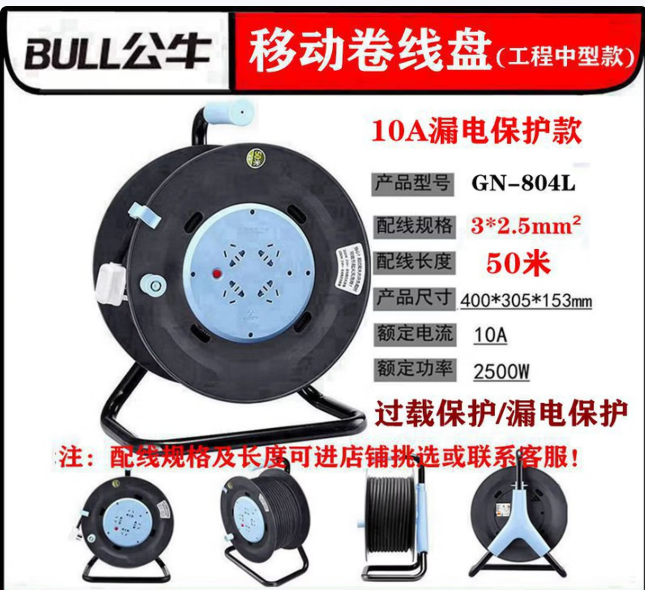 BULL公牛 移动卷线盘(工程中型款)
10A漏电保护款
产品型号 GN-804L
配线规格 3*2.5mm²
配线长度 50米
产品尺寸 400*305*153mm
额定电流 10A
额定功率 2500W
过载保护/漏电保护
50米
注：配线规格及长度可进店铺挑选或联系客服！